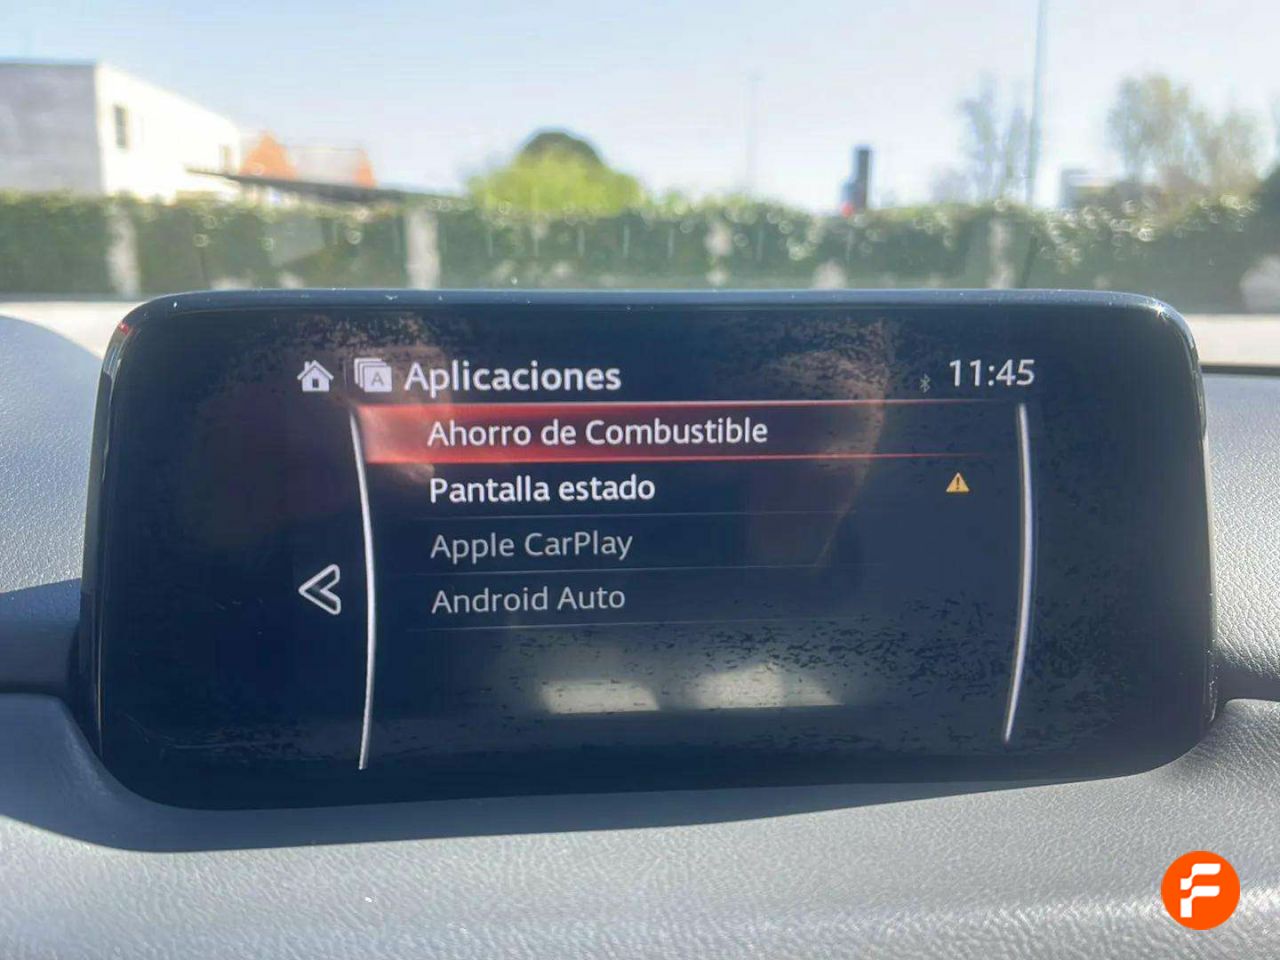 Aplicaciones
11:45
Ahorro de Combustible
Pantalla estado
Apple CarPlay
Android Auto